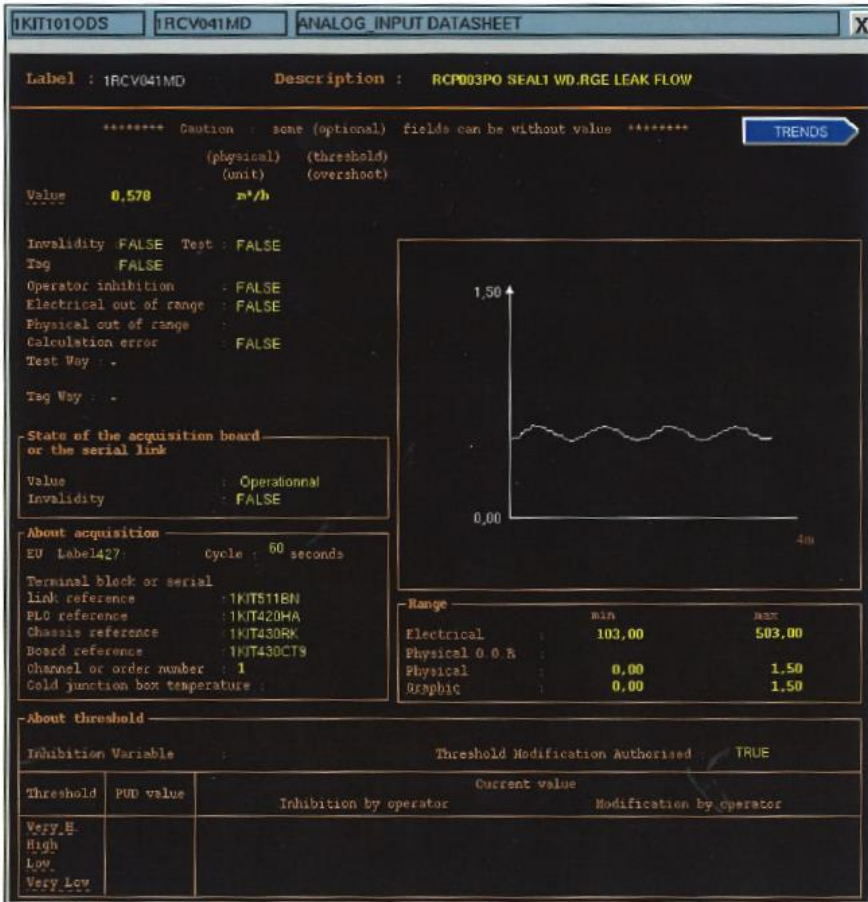 1KIT101ODS 1RCV041MD ANALOG_INPUT DATASHEET X
Label : 1RCV041MD Description : RCP003PO SEAL1 WD.RGE LEAK FLOW
******** Caution : some (optional) fields can be without value ********
TRENDS
(physical) (threshold)
(unit) (overshoot)
Value 0,578 m³/h
Invalidity :FALSE Test : FALSE
Tag :FALSE
Operator inhibition : FALSE
Electrical out of range : FALSE
Physical out of range :
Calculation error : FALSE
Test Way : -
Tag Way : -
1,50
0,00
4m
State of the acquisition board
or the serial link
Value : Operationnal
Invalidity : FALSE
About acquisition
EU Label427: Cycle : 60 seconds
Terminal block or serial
link reference :1KIT511BN
PLC reference :1KIT420HA
Chassis reference :1KIT430RK
Board reference :1KIT430CT9
Channel or order number : 1
Cold junction box temperature :
Range
min max
Electrical : 103,00 503,00
Physical O.O.R :
Physical : 0,00 1,50
Graphic : 0,00 1,50
About threshold
Inhibition Variable : Threshold Modification Authorised : TRUE
Threshold PUD value Current value
Inhibition by operator Modification by operator
Very H.
High
Low
Very Low